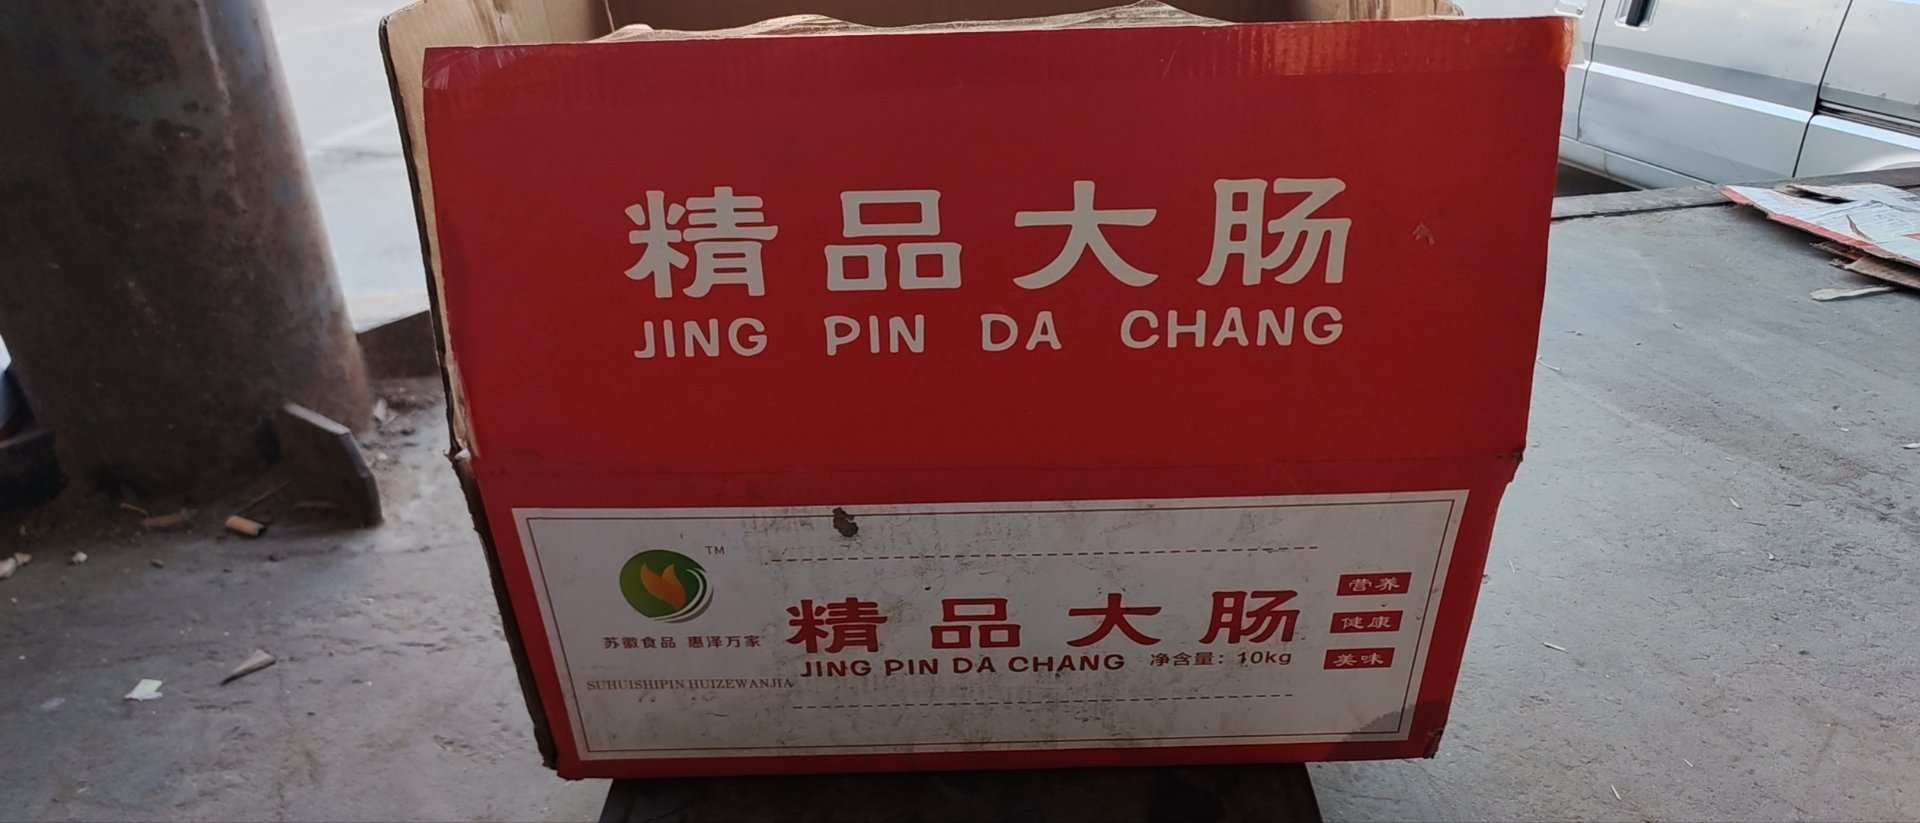 精品大肠
JING PIN DA CHANG
TM
苏徽食品 惠泽万家
SUHUISHIPIN HUIZEWANJIA
精品大肠
JING PIN DA CHANG 净含量：10kg
营养
健康
美味